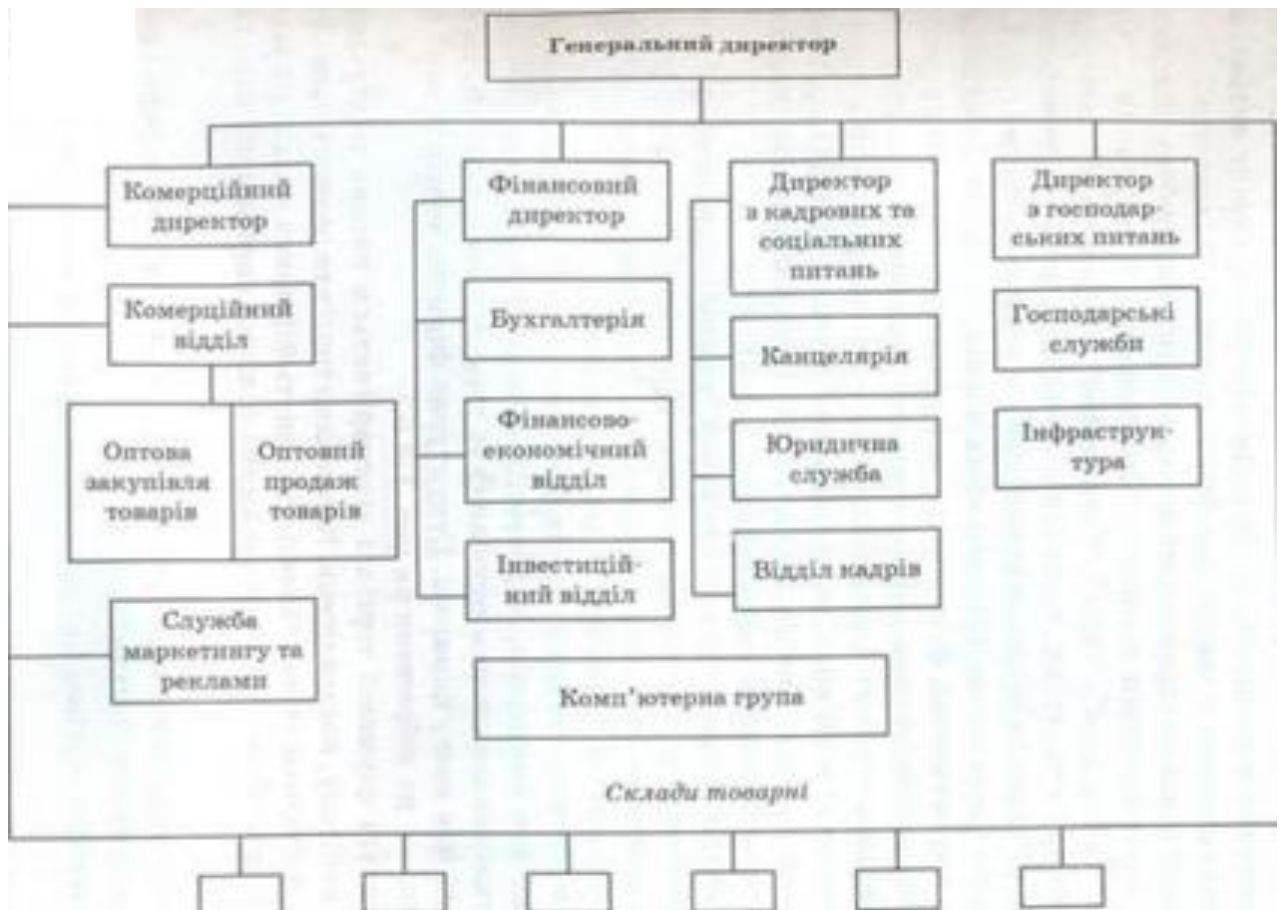 Генеральний директор
Комерційний
директор
Фінансовий
директор
Директор
з кадрових та
соціальних
питань
Директор
з господар-
ських питань
Комерційний
відділ
Бухгалтерія
Канцелярія
Господарські
служби
Оптова
закупівля
товарів
Оптовий
продаж
товарів
Фінансово-
економічний
відділ
Юридична
служба
Інфраструк-
тура
Інвестицій-
ний відділ
Відділ кадрів
Служба
маркетингу та
реклами
Комп’ютерна група
Склади товарні